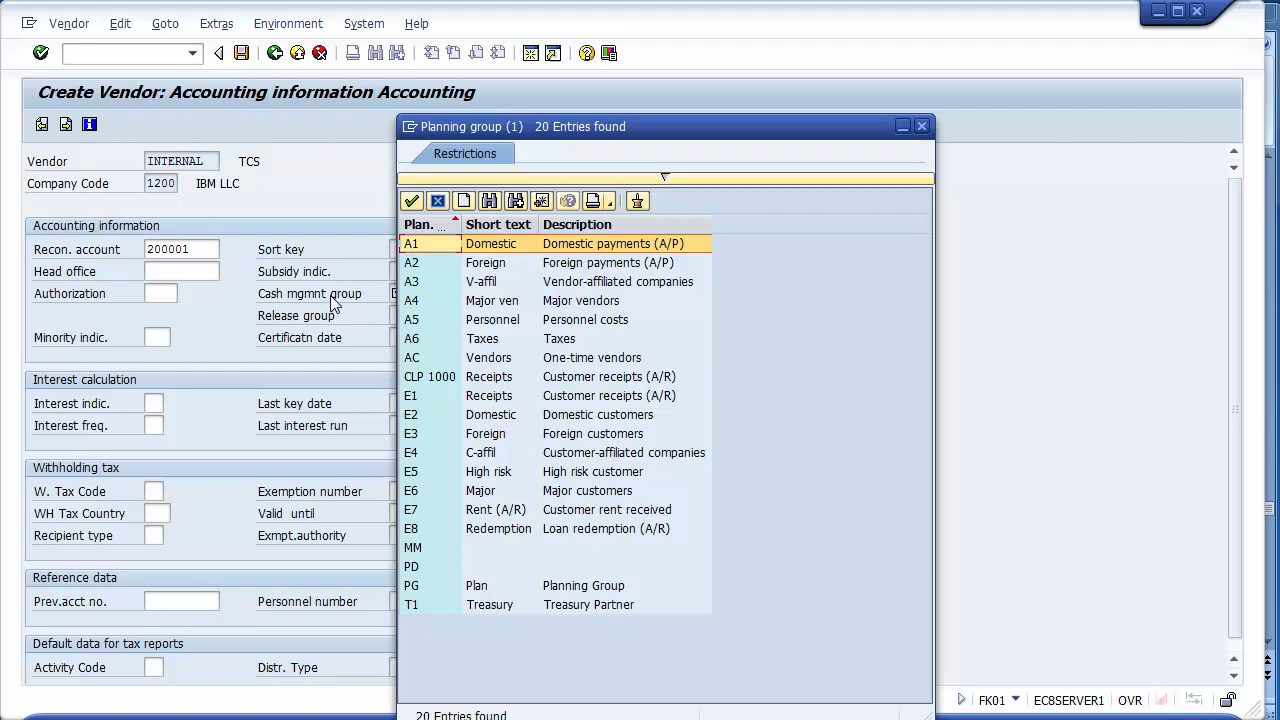 Vendor Edit Goto Extras Environment System Help
Create Vendor: Accounting information Accounting
Planning group (1) 20 Entries found
Restrictions
Vendor INTERNAL TCS
Company Code 1200 IBM LLC
Accounting information
Recon. account 200001 Sort key
Head office Subsidy indic.
Authorization Cash mgmnt group
Release group
Minority indic. Certificatn date
Interest calculation
Interest indic. Last key date
Interest freq. Last interest run
Withholding tax
W. Tax Code Exemption number
WH Tax Country Valid until
Recipient type Exmpt.authority
Reference data
Prev.acct no. Personnel number
Default data for tax reports
Activity Code Distr. Type
Plan. ... Short text Description
A1 Domestic Domestic payments (A/P)
A2 Foreign Foreign payments (A/P)
A3 V-affil Vendor-affiliated companies
A4 Major ven Major vendors
A5 Personnel Personnel costs
A6 Taxes Taxes
AC Vendors One-time vendors
CLP 1000 Receipts Customer receipts (A/R)
E1 Receipts Customer receipts (A/R)
E2 Domestic Domestic customers
E3 Foreign Foreign customers
E4 C-affil Customer-affiliated companies
E5 High risk High risk customer
E6 Major Major customers
E7 Rent (A/R) Customer rent received
E8 Redemption Loan redemption (A/R)
MM
PD
PG Plan Planning Group
T1 Treasury Treasury Partner
20 Entries found
FK01 EC8SERVER1 OVR